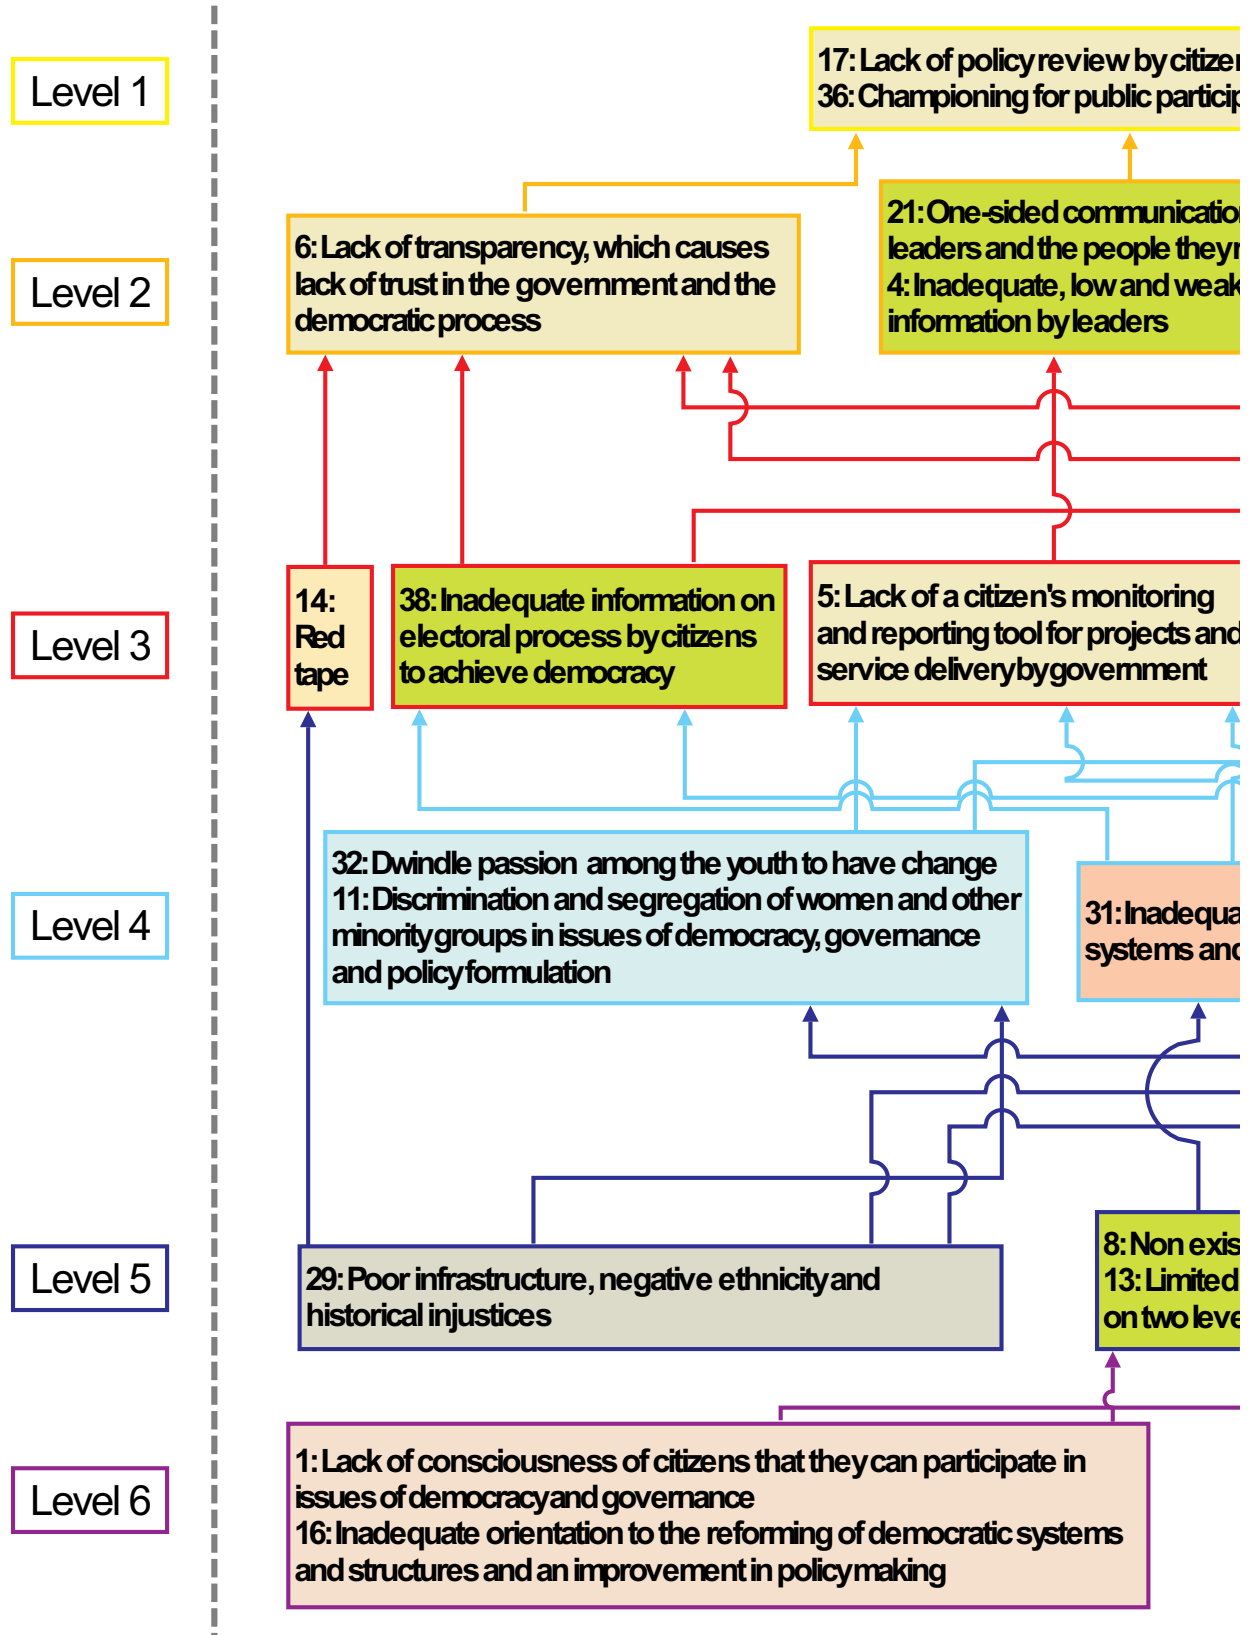 Level 1
17: Lack of policy review by
36: Championing for public
Level 2
6: Lack of transparency, which causes
lack of trust in the government and the
democratic process
21: One-sided
leaders and the people they
4: Inadequate, low and weak
information by leaders
Level 3
14:
Red
tape
38: Inadequate information on
electoral process by citizens
to achieve democracy
5: Lack of a citizen's monitoring
and reporting tool for projects and
service delivery by government
Level 4
32: Dwindle passion among the youth to have change
11: Discrimination and segregation of women and other
minority groups in issues of democracy, governance
and policy formulation
31:
systems
Level 5
29: Poor infrastructure, negative ethnicity and
historical injustices
8: Non
13: Limited
on two
Level 6
1: Lack of consciousness of citizens that they can participate in
issues of democracy and governance
16: Inadequate orientation to the reforming of democratic systems
and structures and an improvement in policy making